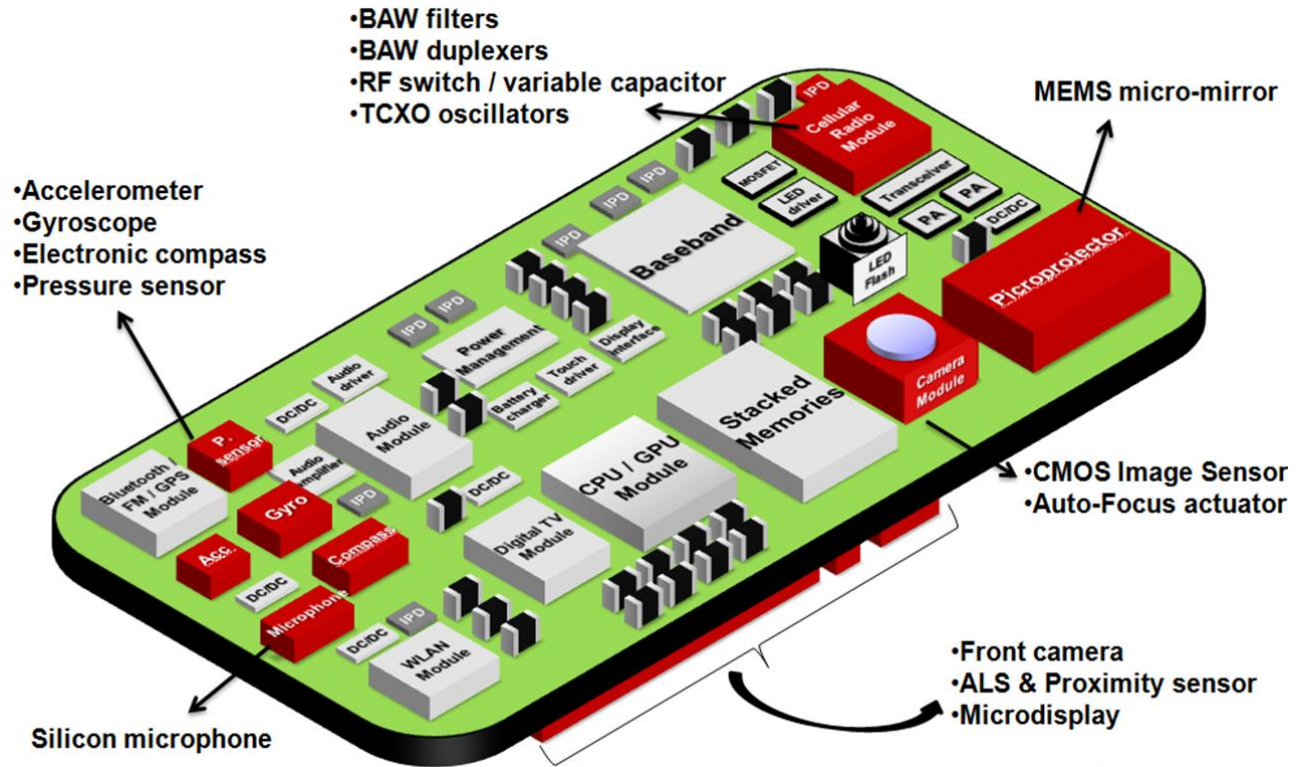 •BAW filters
•BAW duplexers
•RF switch / variable capacitor
•TCXO oscillators
MEMS micro-mirror
•Accelerometer
•Gyroscope
•Electronic compass
•Pressure sensor
IPD
Cellular
Radio
Module
MOSFET
LED
driver
Transceiver
PA
PA
DC/DC
IPD
IPD
IPD
Baseband
LED
Flash
Picroprojector
Camera
Module
IPD
IPD
Power
Management
Display
interface
Touch
driver
Battery
charger
Stacked
Memories
Audio
driver
DC/DC
Audio
Module
CPU / GPU
Module
P.
sensor
Audio
amplifier
Bluetooth /
FM / GPS
Module
Gyro
IPD
DC/DC
Digital TV
Module
Acc.
Compass
DC/DC
Microphone
IPD
DC/DC
WLAN
Module
•CMOS Image Sensor
•Auto-Focus actuator
•Front camera
•ALS & Proximity sensor
•Microdisplay
Silicon microphone